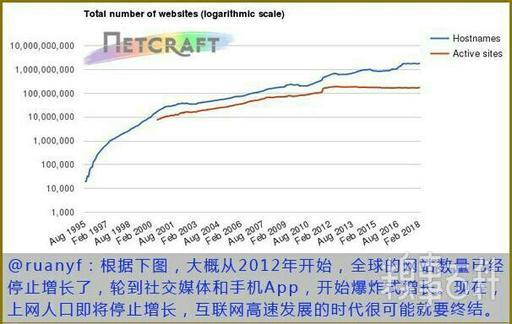 Total number of websites (logarithmic scale)
NETCRAFT
Hostnames
Active sites
10,000,000,000
1,000,000,000
100,000,000
10,000,000
1,000,000
100,000
10,000
1,000
Aug 1995
Feb 1997
Aug 1998
Feb 2000
Aug 2001
Feb 2003
Aug 2004
Feb 2006
Aug 2007
Feb 2009
Aug 2010
Feb 2012
Aug 2013
Feb 2015
Aug 2016
Feb 2018
@ruanyf：根据下图，大概从2012年开始，全球的网站数量已经
停止增长了，轮到社交媒体和手机App，开始爆炸式增长。现在，
上网人口即将停止增长，互联网高速发展的时代很可能就要终结。